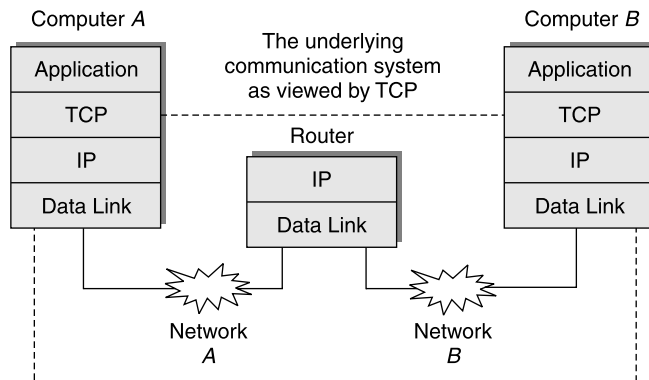 Computer A
Application
TCP
IP
Data Link
The underlying
communication system
as viewed by TCP
Router
IP
Data Link
Computer B
Application
TCP
IP
Data Link
Network
A
Network
B